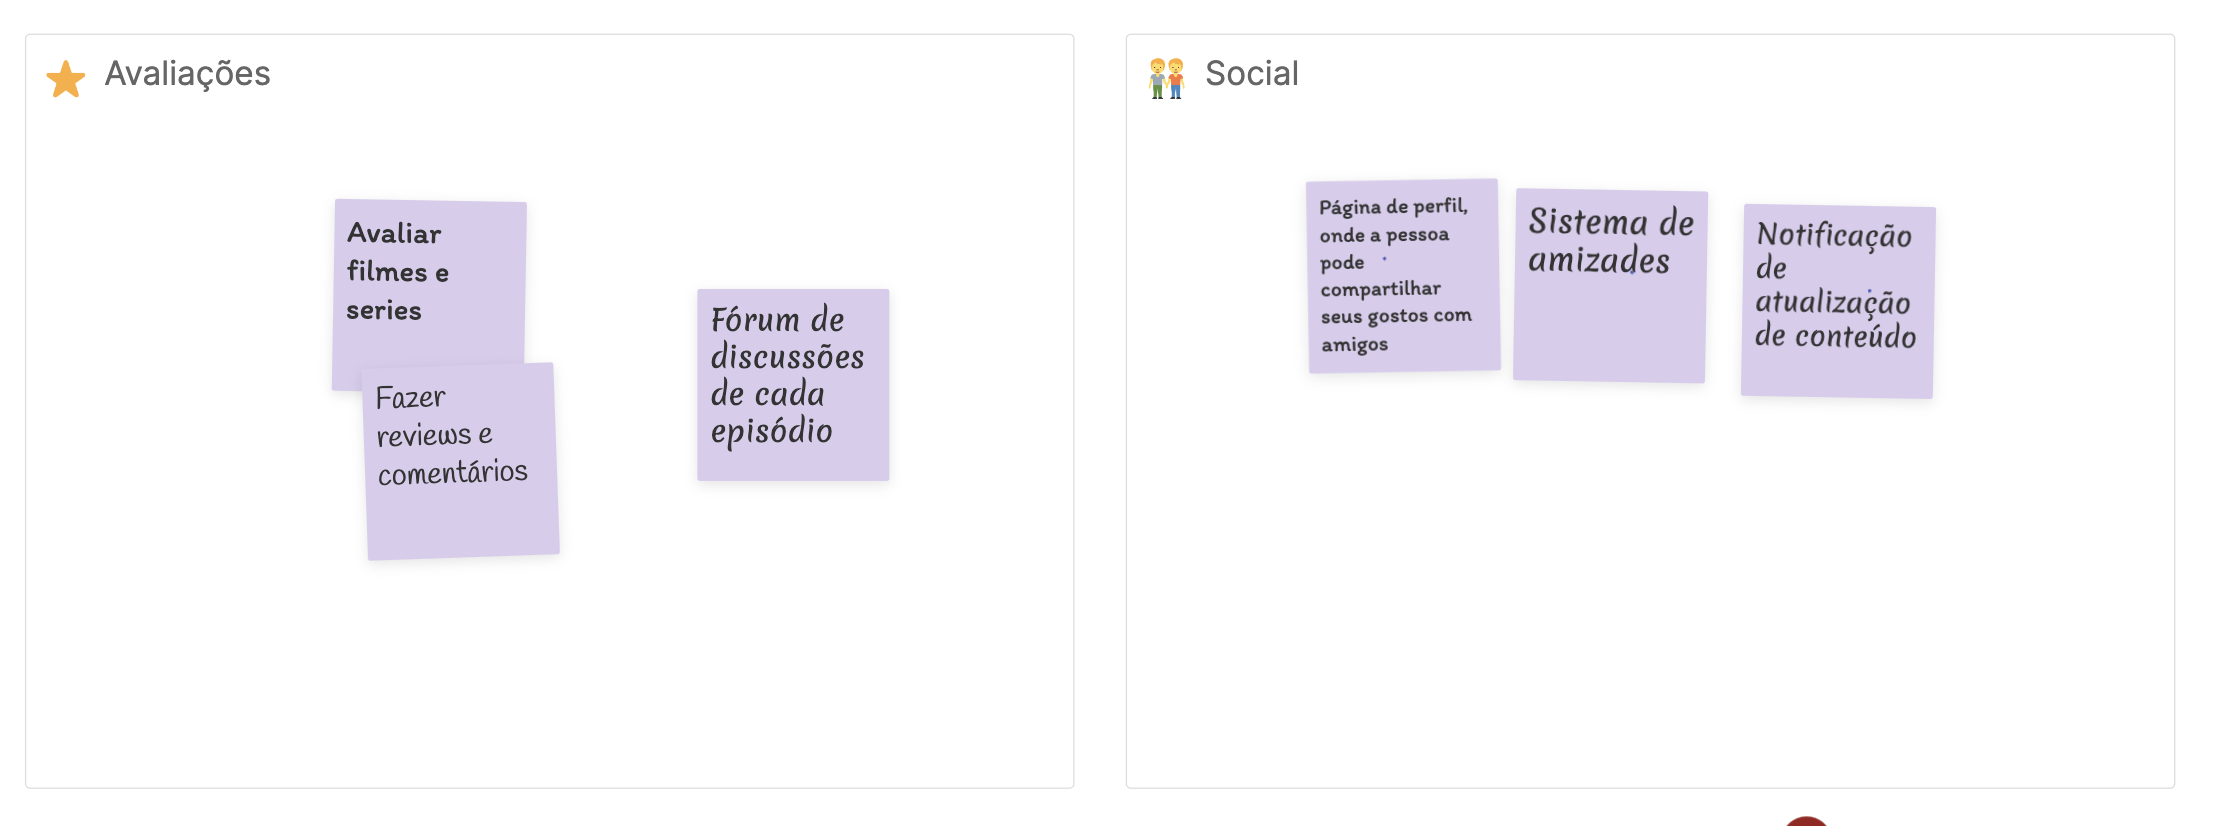 Avaliações
Avaliar
filmes e
series
Fazer
reviews e
comentários
Fórum de
discussões
de cada
episódio
Social
Página de perfil,
onde a pessoa
pode
compartilhar
seus gostos com
amigos
Sistema de
amizades
Notificação
de
atualização
de conteúdo